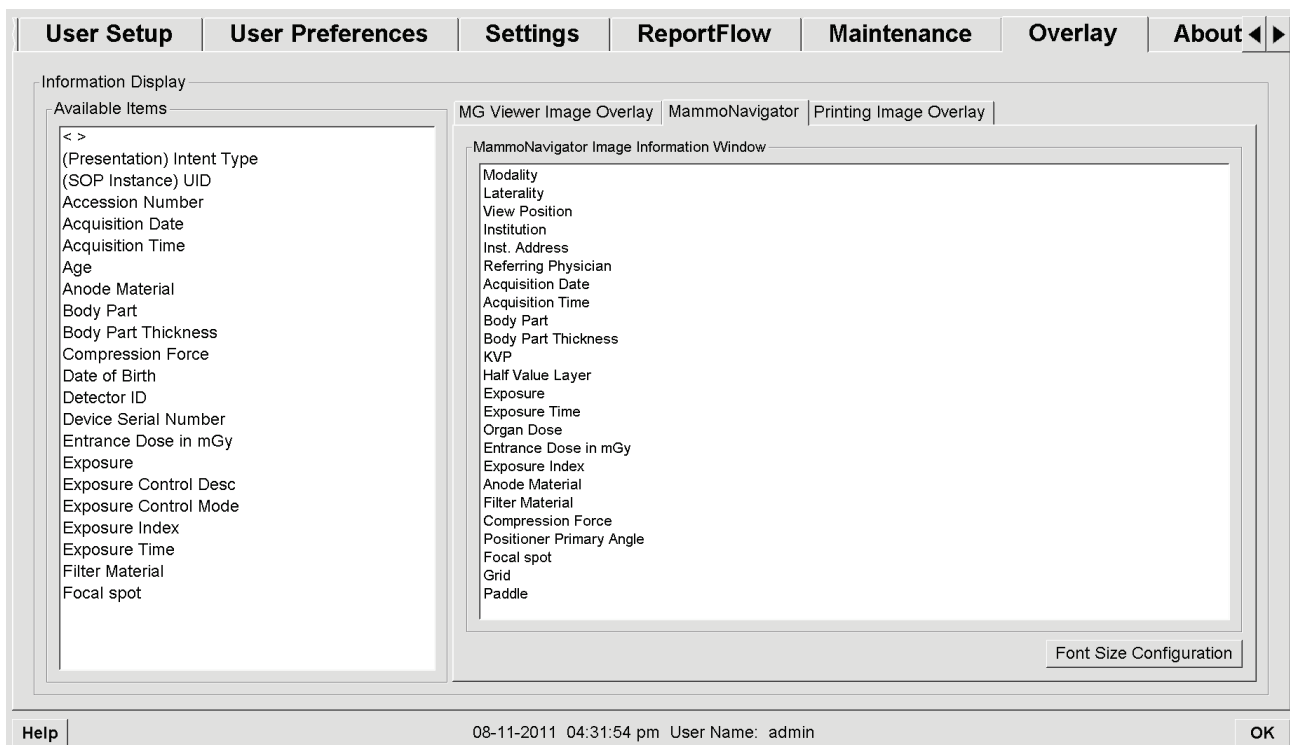 User Setup User Preferences Settings ReportFlow Maintenance Overlay About
Information Display
Available Items
< >
(Presentation) Intent Type
(SOP Instance) UID
Accession Number
Acquisition Date
Acquisition Time
Age
Anode Material
Body Part
Body Part Thickness
Compression Force
Date of Birth
Detector ID
Device Serial Number
Entrance Dose in mGy
Exposure
Exposure Control Desc
Exposure Control Mode
Exposure Index
Exposure Time
Filter Material
Focal spot
MG Viewer Image Overlay MammoNavigator Printing Image Overlay
MammoNavigator Image Information Window
Modality
Laterality
View Position
Institution
Inst. Address
Referring Physician
Acquisition Date
Acquisition Time
Body Part
Body Part Thickness
KVP
Half Value Layer
Exposure
Exposure Time
Organ Dose
Entrance Dose in mGy
Exposure Index
Anode Material
Filter Material
Compression Force
Positioner Primary Angle
Focal spot
Grid
Paddle
Font Size Configuration
Help 08-11-2011 04:31:54 pm User Name: admin OK